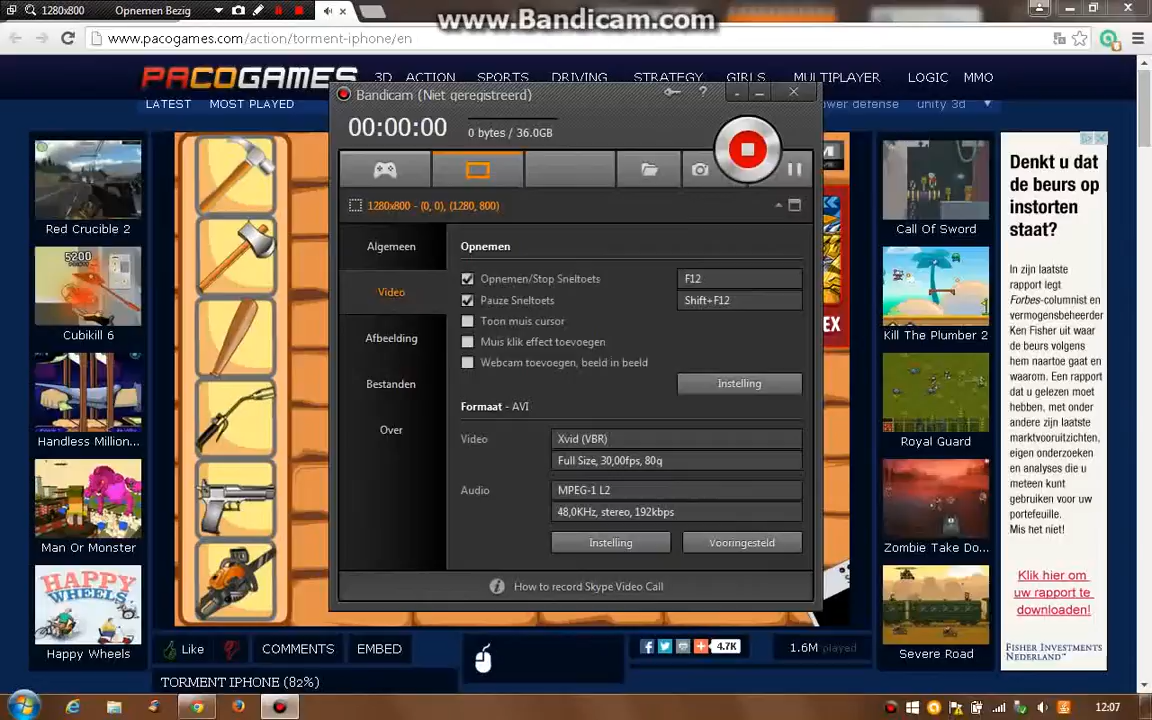 1280x800 Opnemen Bezig
www.Bandicam.com
www.pacogames.com/action/torment-iphone/en
PACOGAMES
3D ACTION SPORTS DRIVING STRATEGY GIRLS MULTIPLAYER LOGIC MMO
LATEST MOST PLAYED
defense unity 3d
Bandicam (Niet geregistreerd)
00:00:00
0 bytes / 36.0GB
1280x800 - (0, 0), (1280, 800)
Algemeen
Video
Afbeelding
Bestanden
Over
Opnemen
Opnemen/Stop Sneltoets F12
Pauze Sneltoets Shift+F12
Toon muis cursor
Muis klik effect toevoegen
Webcam toevoegen, beeld in beeld
Instelling
Formaat - AVI
Video Xvid (VBR)
Full Size, 30,00fps, 80q
Audio MPEG-1 L2
48,0KHz, stereo, 192kbps
Instelling Vooringesteld
How to record Skype Video Call
Red Crucible 2
5200
Cubikill 6
Handless Million...
Man Or Monster
HAPPY
WHEELS
Happy Wheels
EX
Call Of Sword
Kill The Plumber 2
Royal Guard
Zombie Take Do...
Severe Road
Denkt u dat
de beurs op
instorten
staat?
In zijn laatste
rapport legt
Forbes-columnist en
vermogensbeheerder
Ken Fisher uit waar
de beurs volgens
hem naartoe gaat en
waarom. Een rapport
dat u gelezen moet
hebben, met onder
andere zijn laatste
marktvooruitzichten,
eigen onderzoeken
en analyses die u
meteen kunt
gebruiken voor uw
portefeuille.
Mis het niet!
Klik hier om
uw rapport te
downloaden!
FISHER INVESTMENTS
NEDERLAND™
Like COMMENTS EMBED
4.7K
1.6M played
TORMENT IPHONE (82%)
12:07